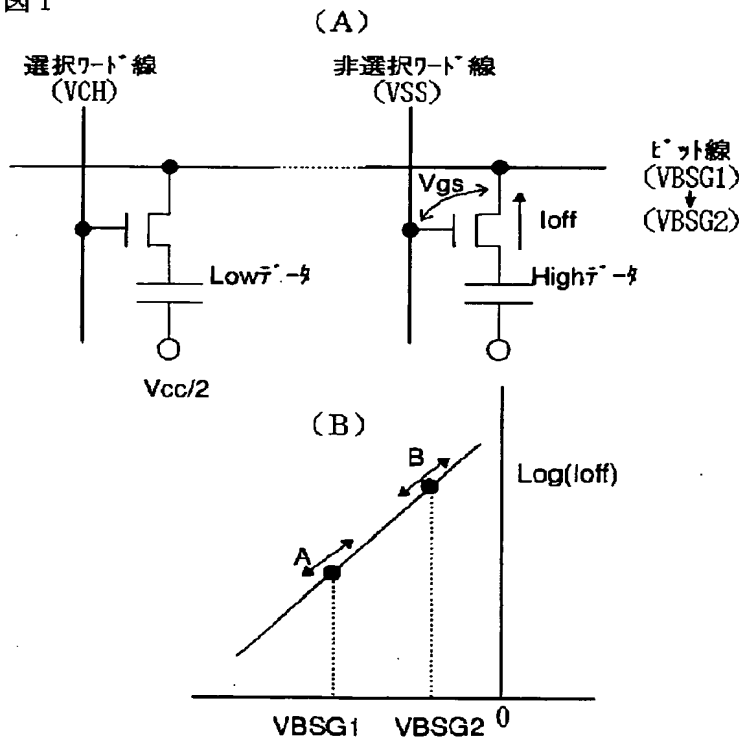 図1
(A)
選択ワード線
(VCH)
非選択ワード線
(VSS)
ビット線
(VBSG1)
(VBSG2)
Vgs
Ioff
Lowデータ
Highデータ
Vcc/2
(B)
B
Log(Ioff)
A
VBSG1
VBSG2
0